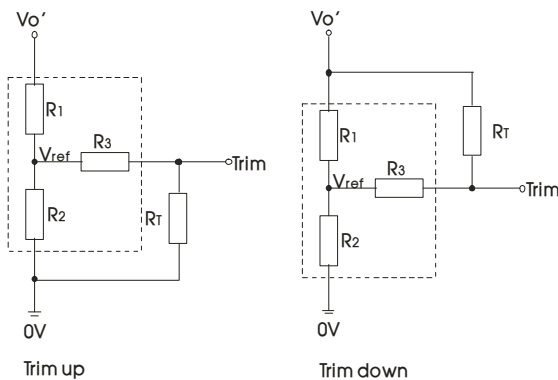 Vo'
R1
Vref
R3
Trim
R2
RT
0V
Trim up
Vo'
R1
RT
Vref
R3
Trim
R2
0V
Trim down